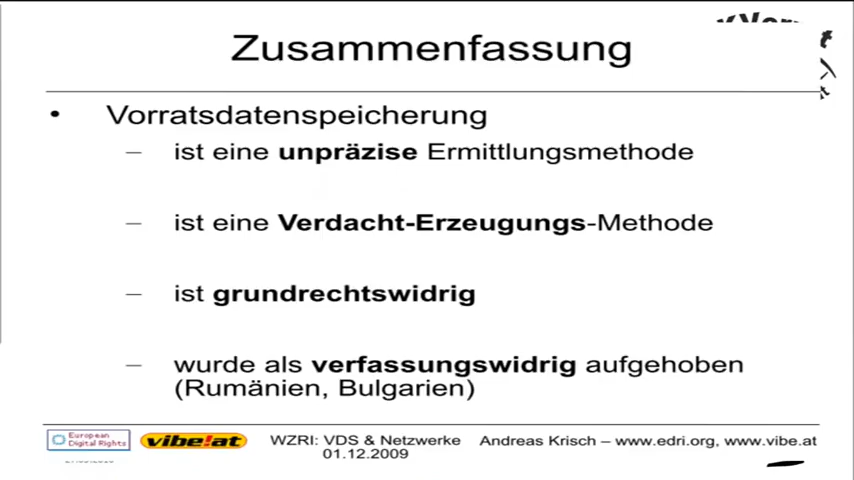 Zusammenfassung
• Vorratsdatenspeicherung
– ist eine unpräzise Ermittlungsmethode
– ist eine Verdacht-Erzeugungs-Methode
– ist grundrechtswidrig
– wurde als verfassungswidrig aufgehoben
(Rumänien, Bulgarien)
European
Digital Rights
vibe!at
WZRI: VDS & Netzwerke
01.12.2009
Andreas Krisch – www.edri.org, www.vibe.at